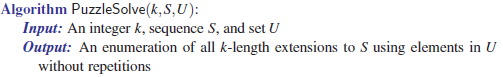 Algorithm PuzzleSolve(k,S,U):
Input: An integer k, sequence S, and set U
Output: An enumeration of all k-length extensions to S using elements in U
without repetitions